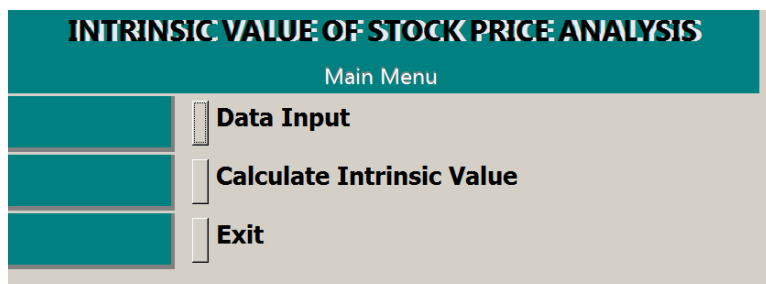 INTRINSIC VALUE OF STOCK PRICE ANALYSIS
Main Menu
Data Input
Calculate Intrinsic Value
Exit